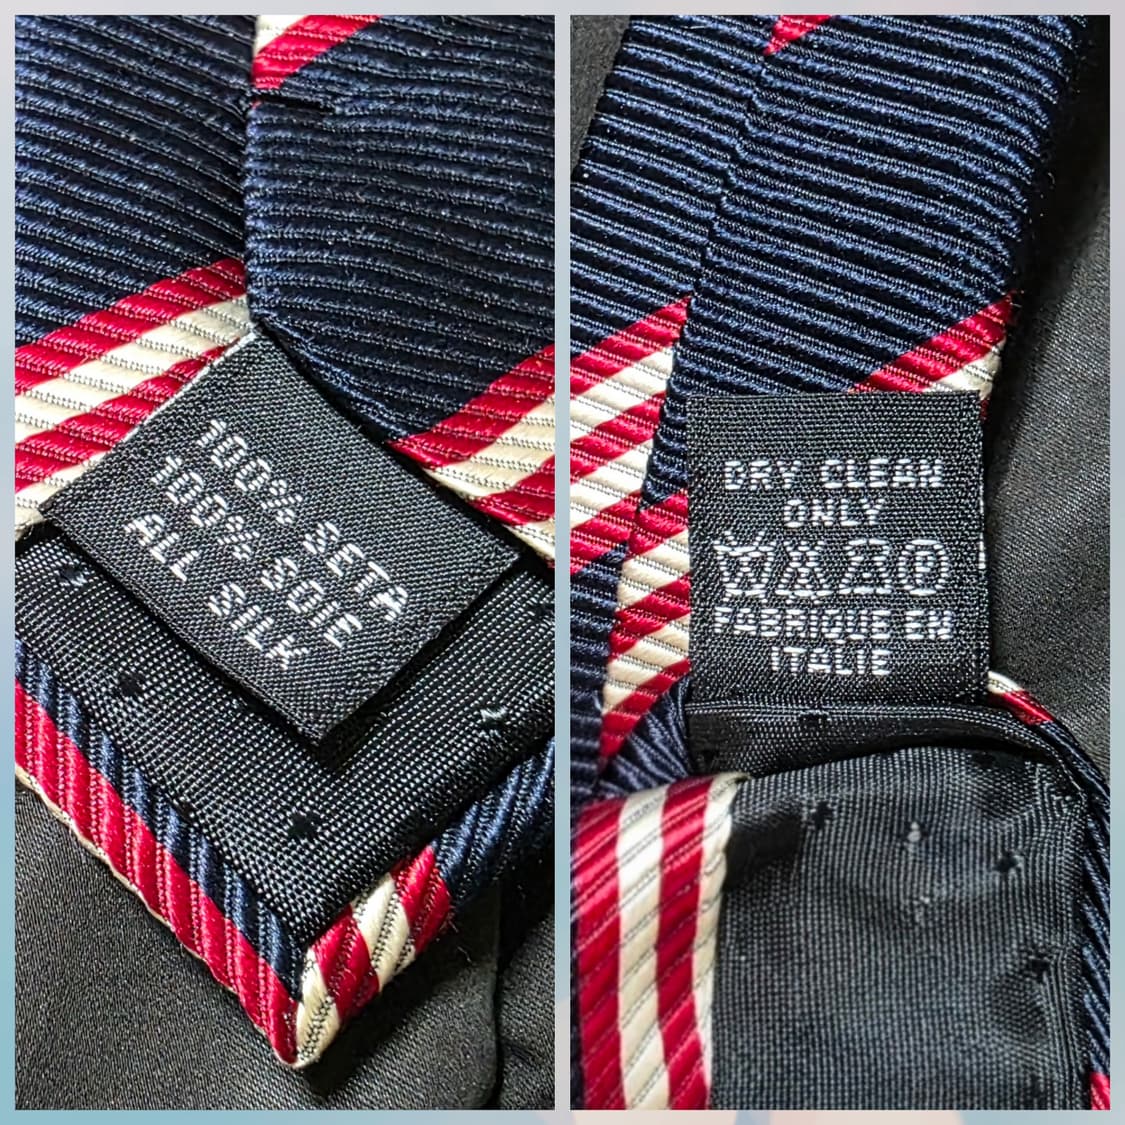 100% SETA
100% SOIE
ALL SILK
DRY CLEAN
ONLY
FABRIQUE EN
ITALIE